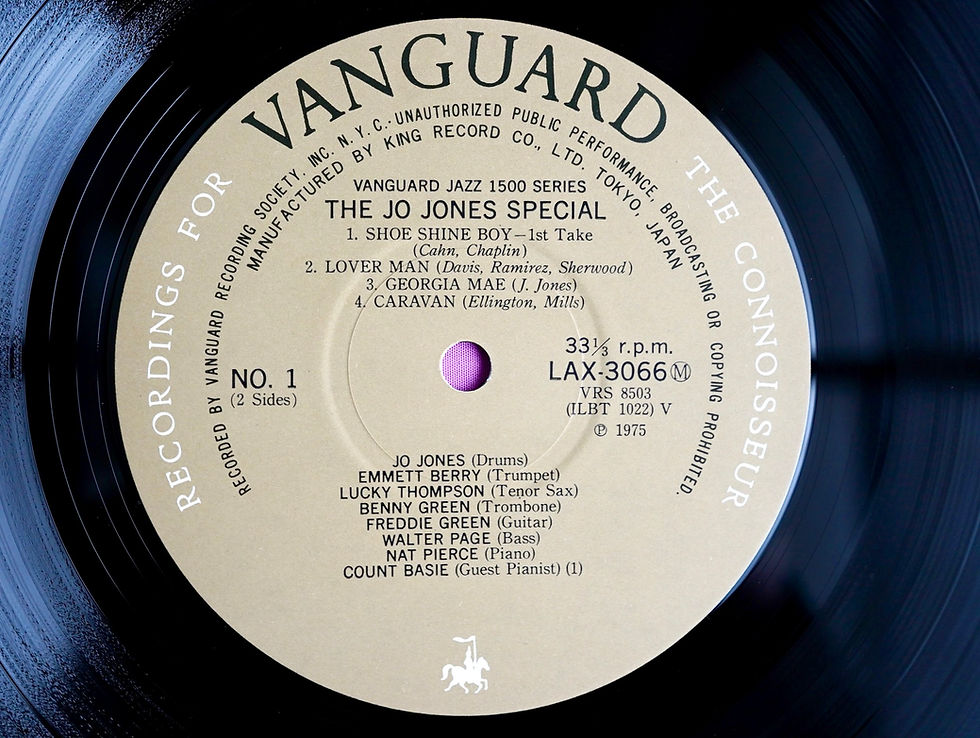 VANGUARD
RECORDINGS FOR THE CONNOISSEUR
RECORDED BY VANGUARD RECORDING SOCIETY, INC. N.Y.C.·UNAUTHORIZED PUBLIC PERFORMANCE, BROADCASTING OR COPYING PROHIBITED.
MANUFACTURED BY KING RECORD CO., LTD. TOKYO, JAPAN
VANGUARD JAZZ 1500 SERIES
THE JO JONES SPECIAL
1. SHOE SHINE BOY—1st Take
(Cahn, Chaplin)
2. LOVER MAN (Davis, Ramirez, Sherwood)
3. GEORGIA MAE (J. Jones)
4. CARAVAN (Ellington, Mills)
NO. 1
(2 Sides)
33⅓ r.p.m.
LAX-3066Ⓜ
VRS 8503
(ILBT 1022) V
℗ 1975
JO JONES (Drums)
EMMETT BERRY (Trumpet)
LUCKY THOMPSON (Tenor Sax)
BENNY GREEN (Trombone)
FREDDIE GREEN (Guitar)
WALTER PAGE (Bass)
NAT PIERCE (Piano)
COUNT BASIE (Guest Pianist) (1)